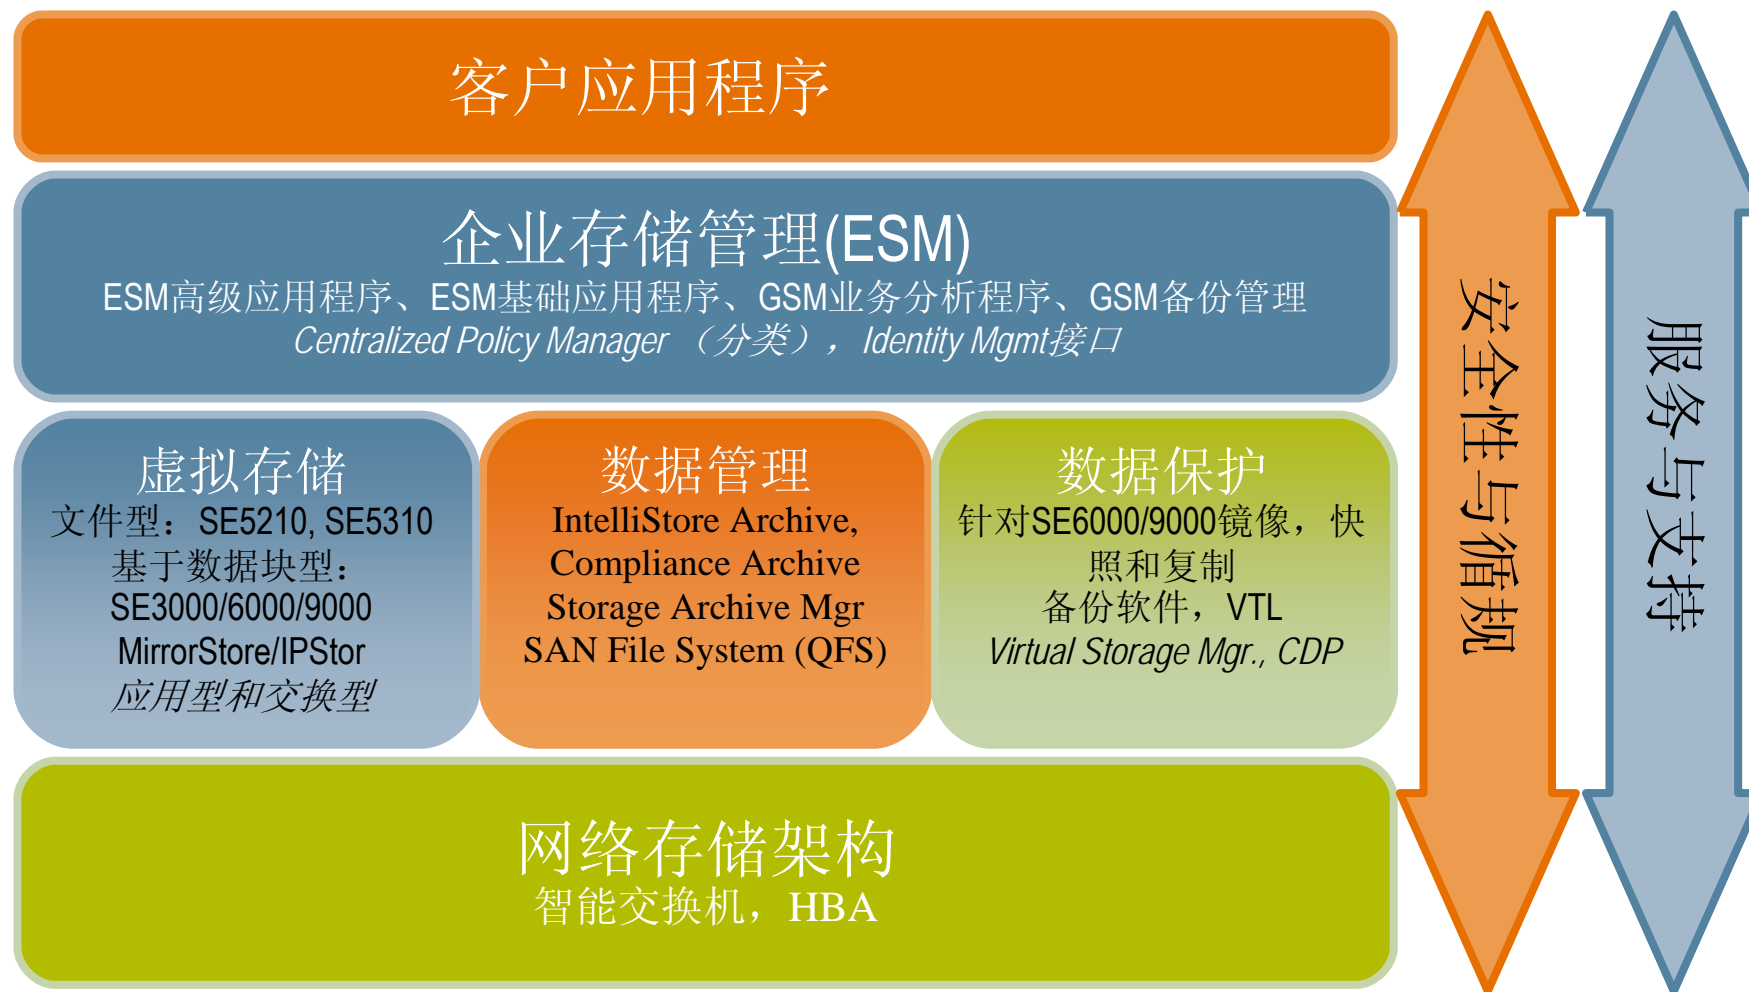 客户应用程序
企业存储管理(ESM)
ESM高级应用程序、ESM基础应用程序、GSM业务分析程序、GSM备份管理
Centralized Policy Manager （分类），Identity Mgmt接口
虚拟存储
文件型：SE5210, SE5310
基于数据块型：
SE3000/6000/9000
MirrorStore/IPStor
应用型和交换型
数据管理
IntelliStore Archive,
Compliance Archive
Storage Archive Mgr
SAN File System (QFS)
数据保护
针对SE6000/9000镜像，快
照和复制
备份软件，VTL
Virtual Storage Mgr., CDP
网络存储架构
智能交换机，HBA
安全性与循规
服务与支持